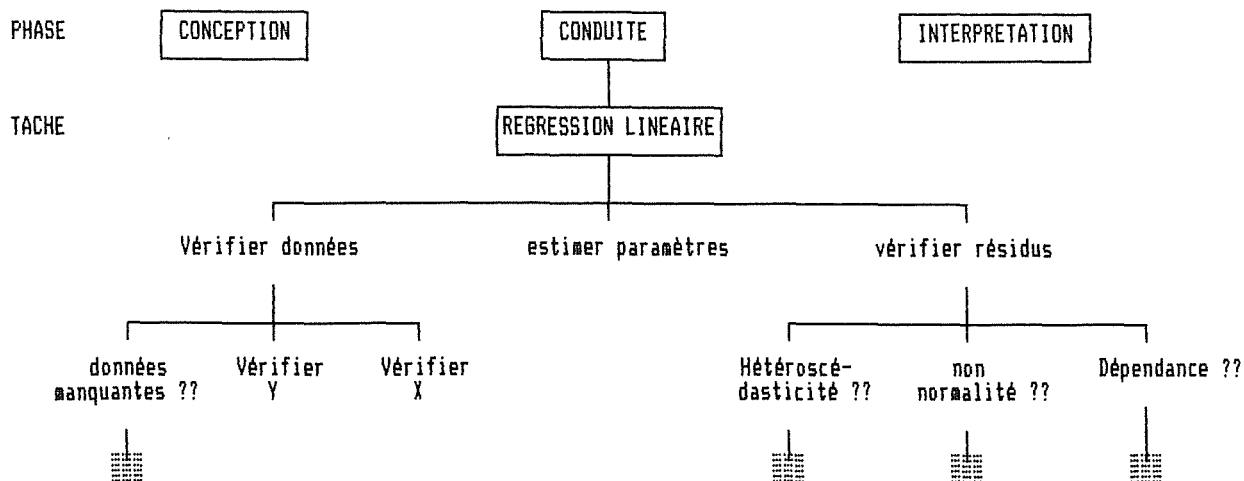 PHASE CONCEPTION CONDUITE INTERPRETATION
TACHE REGRESSION LINEAIRE
Vérifier données estimer paramètres vérifier résidus
données Vérifier Vérifier Hétéroscé- non Dépendance ??
manquantes ?? Y X dasticité ?? normalité ??